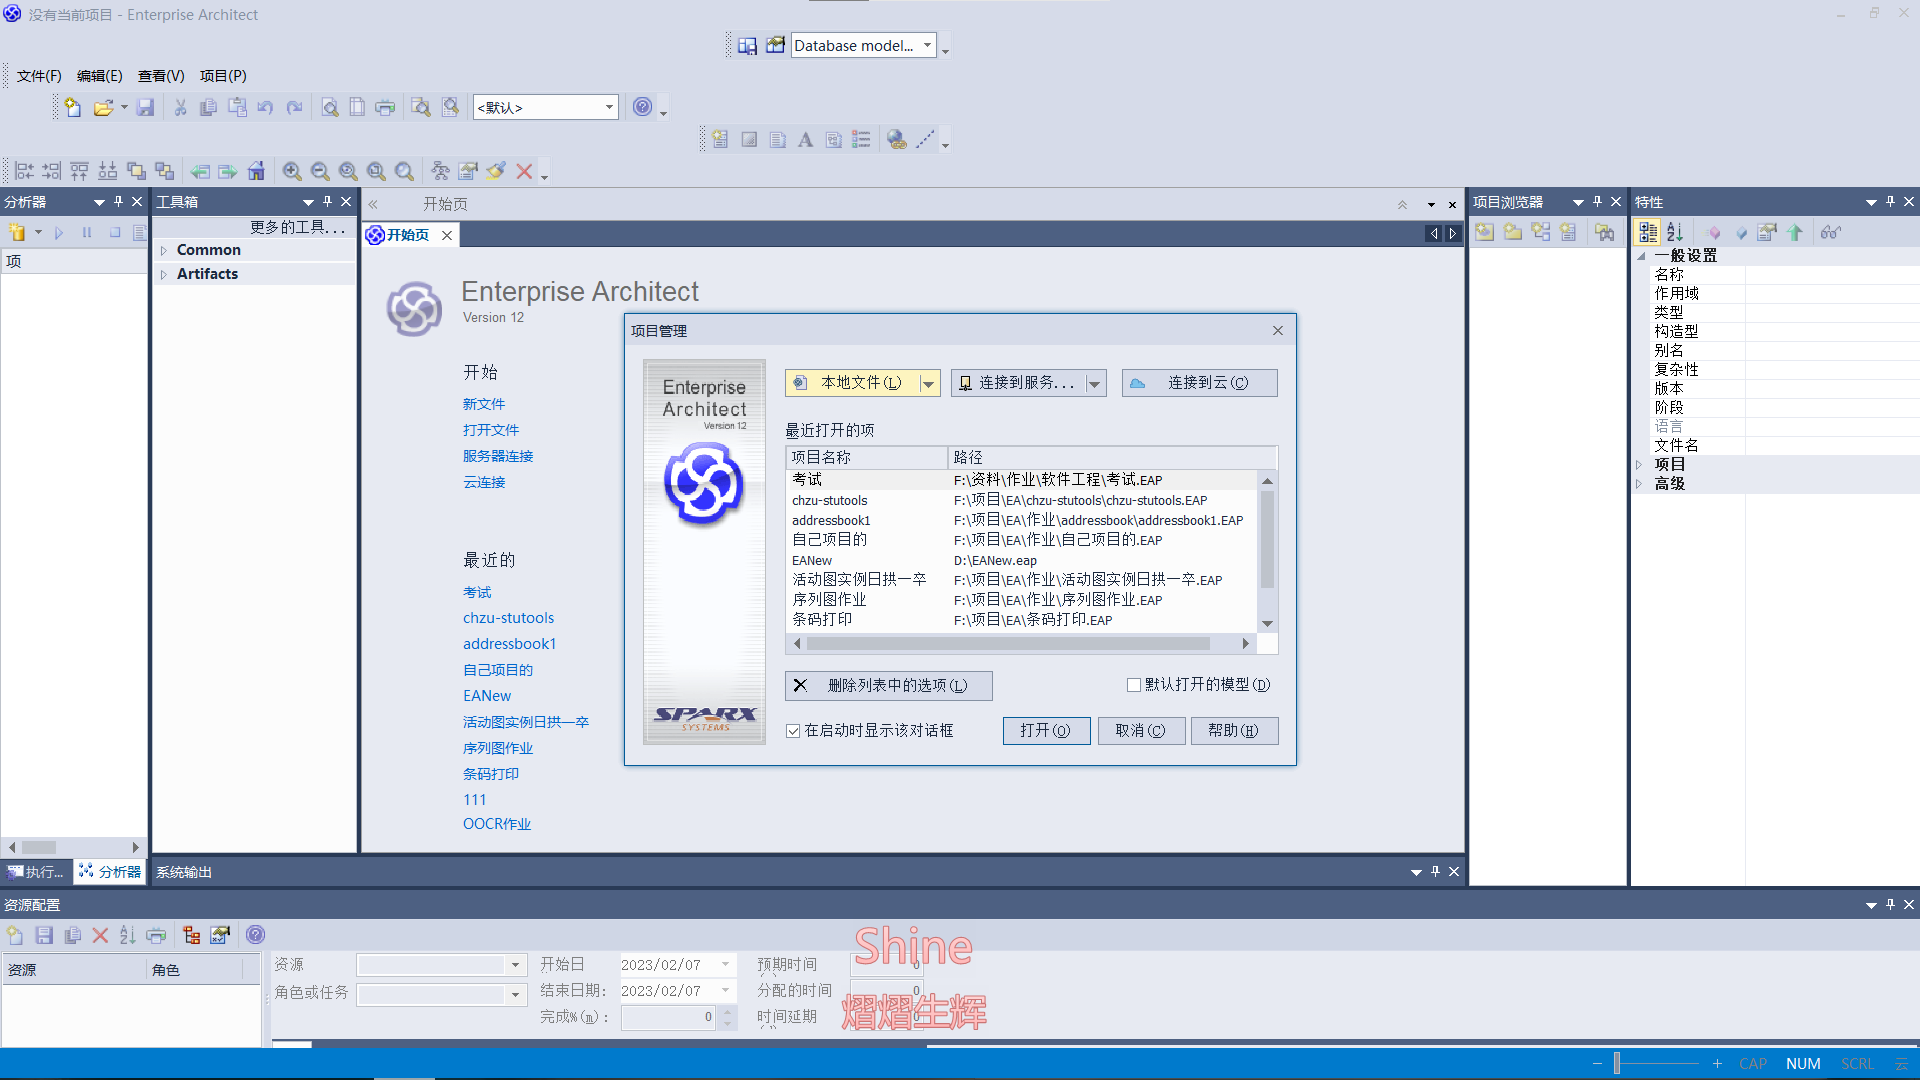 没有当前项目 - Enterprise Architect
Database model...
文件(F) 编辑(E) 查看(V) 项目(P)
<默认>
分析器
项
执行... 分析器
工具箱
更多的工具...
Common
Artifacts
开始页
开始页
Enterprise Architect
Version 12
开始
新文件
打开文件
服务器连接
云连接
最近的
考试
chzu-stutools
addressbook1
自己项目的
EANew
活动图实例日拱一卒
序列图作业
条码打印
111
OOCR作业
项目管理
Enterprise
Architect
Version 12
SPARX
SYSTEMS
本地文件(L) 连接到服务... 连接到云(C)
最近打开的项
项目名称 路径
考试 F:\资料\作业\软件工程\考试.EAP
chzu-stutools F:\项目\EA\chzu-stutools\chzu-stutools.EAP
addressbook1 F:\项目\EA\作业\addressbook\addressbook1.EAP
自己项目的 F:\项目\EA\作业\自己项目的.EAP
EANew D:\EANew.eap
活动图实例日拱一卒 F:\项目\EA\作业\活动图实例日拱一卒.EAP
序列图作业 F:\项目\EA\作业\序列图作业.EAP
条码打印 F:\项目\EA\条码打印.EAP
删除列表中的选项(L) 默认打开的模型(D)
在启动时显示该对话框 打开(O) 取消(C) 帮助(H)
项目浏览器
特性
一般设置
名称
作用域
类型
构造型
别名
复杂性
版本
阶段
语言
文件名
项目
高级
系统输出
资源配置
资源 角色
资源 开始日 2023/02/07 预期时间 0
角色或任务 结束日期: 2023/02/07 分配的时间 0
完成%(m): 0 时间延期 0
Shine
熠熠生辉
CAP NUM SCRL 云